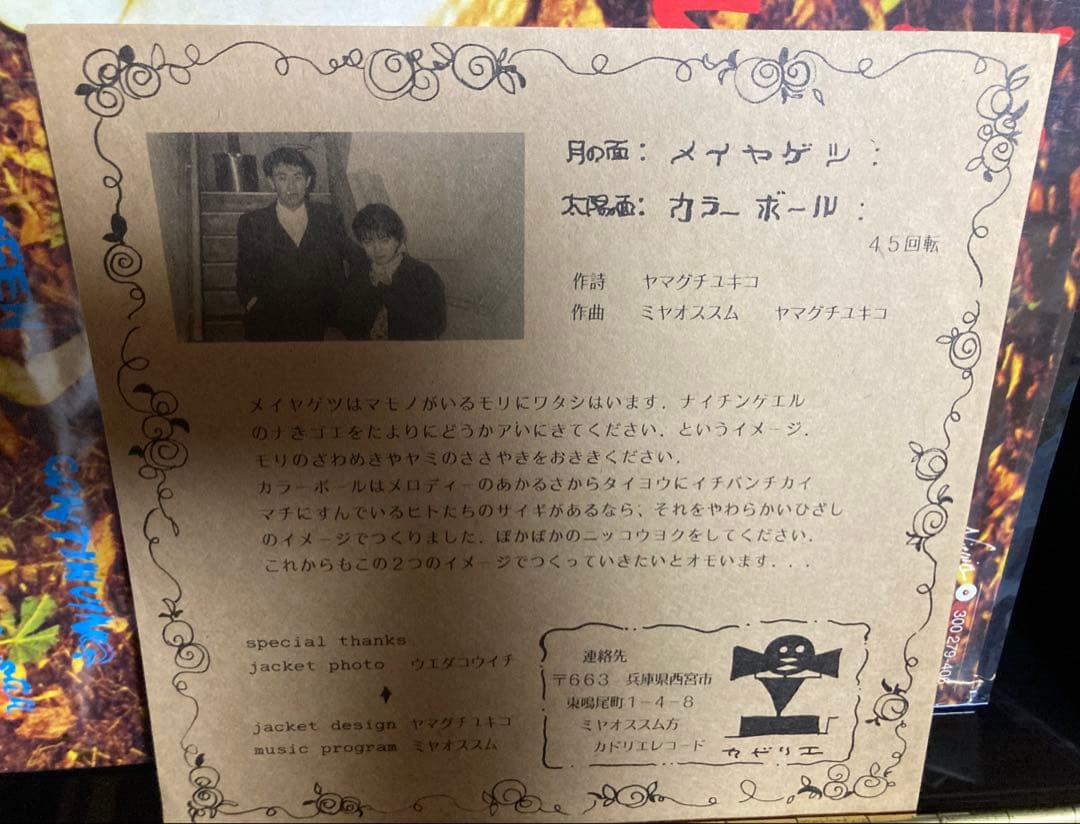 月の面： メイヤゲツ：
太陽の面： カラーボール：
45回転
作詩 ヤマグチユキコ
作曲 ミヤオススム ヤマグチユキコ
メイヤゲツはマモノがいるモリにワタシはいます．ナイチンゲエル
のナきゴエをたよりにどうかアいにきてください．というイメージ．
モリのざわめきやヤミのささやきをおききください．
カラーボールはメロディーのあかるさからタイヨウにイチバンチカイ
マチにすんでいるヒトたちのサイギがあるなら、それをやわらかいひざし
のイメージでつくりました．ぽかぽかのニッコウヨクをしてください．
これからもこの２つのイメージでつくっていきたいとオモいます．．．
special thanks
jacket photo ウエダコウイチ
jacket design ヤマグチユキコ
music program ミヤオススム
連絡先
〒663 兵庫県西宮市
東鳴尾町1-4-8
ミヤオススム方
カドリエレコード
カドリエ
CONTINUING